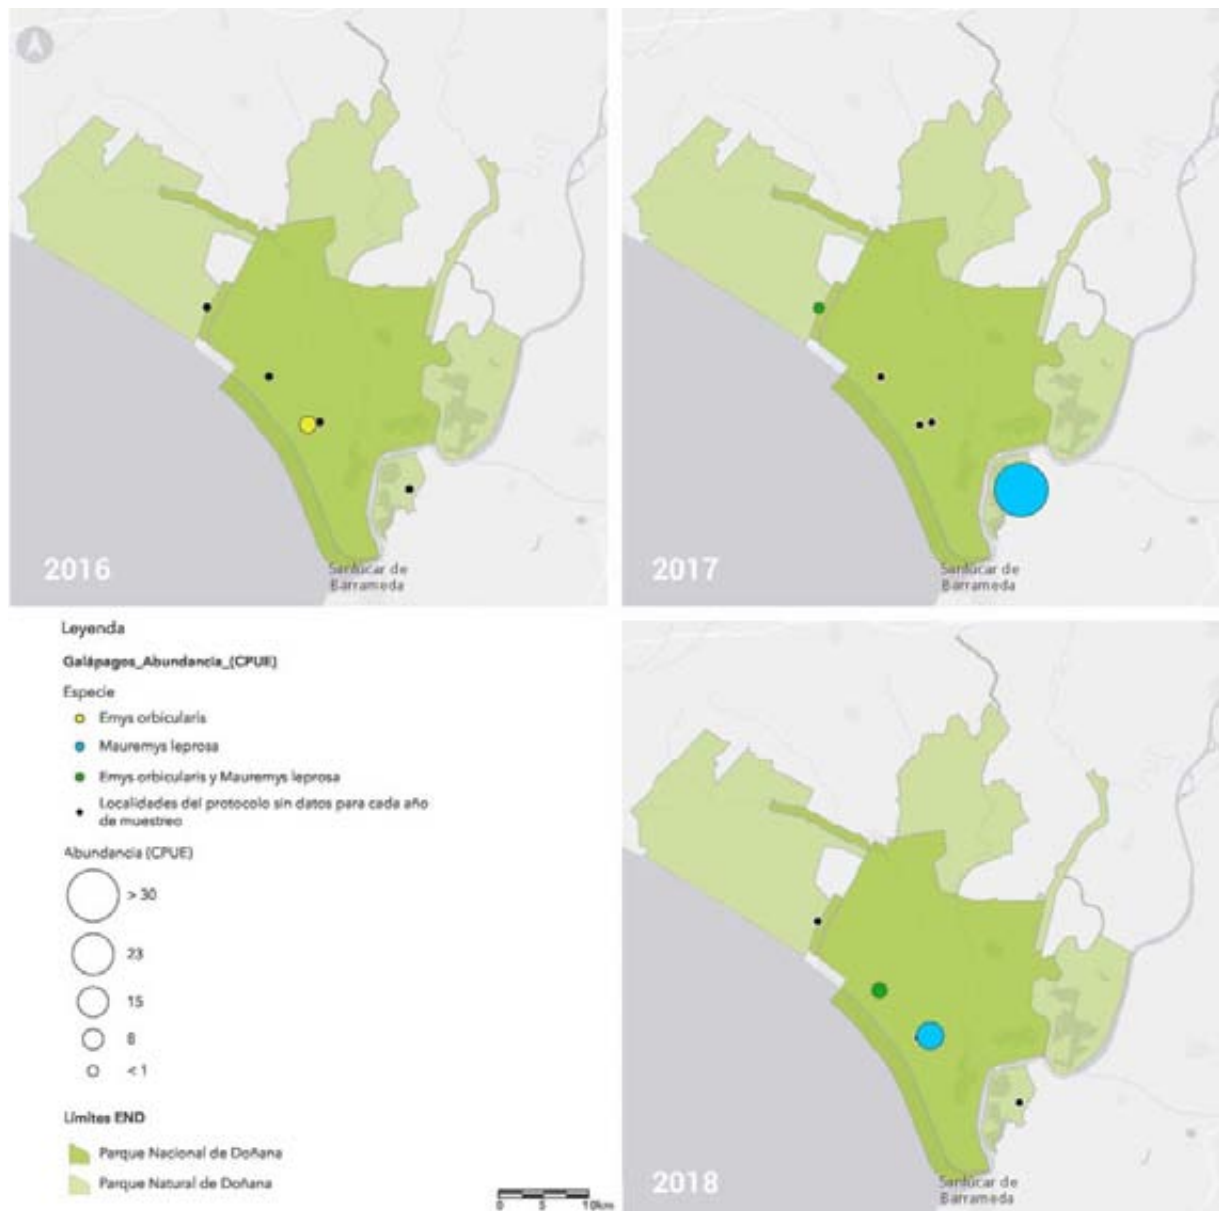 2016
Sanlúcar de
Barrameda
2017
Sanlúcar de
Barrameda
Leyenda
Galápagos_Abundancia_(CPUE)
Especie
Emys orbicularis
Mauremys leprosa
Emys orbicularis y Mauremys leprosa
Localidades del protocolo sin datos para cada año
de muestreo
Abundancia (CPUE)
> 30
23
15
8
< 1
Límites END
Parque Nacional de Doñana
Parque Natural de Doñana
0 5 10km
2018
Sanlúcar de
Barrameda